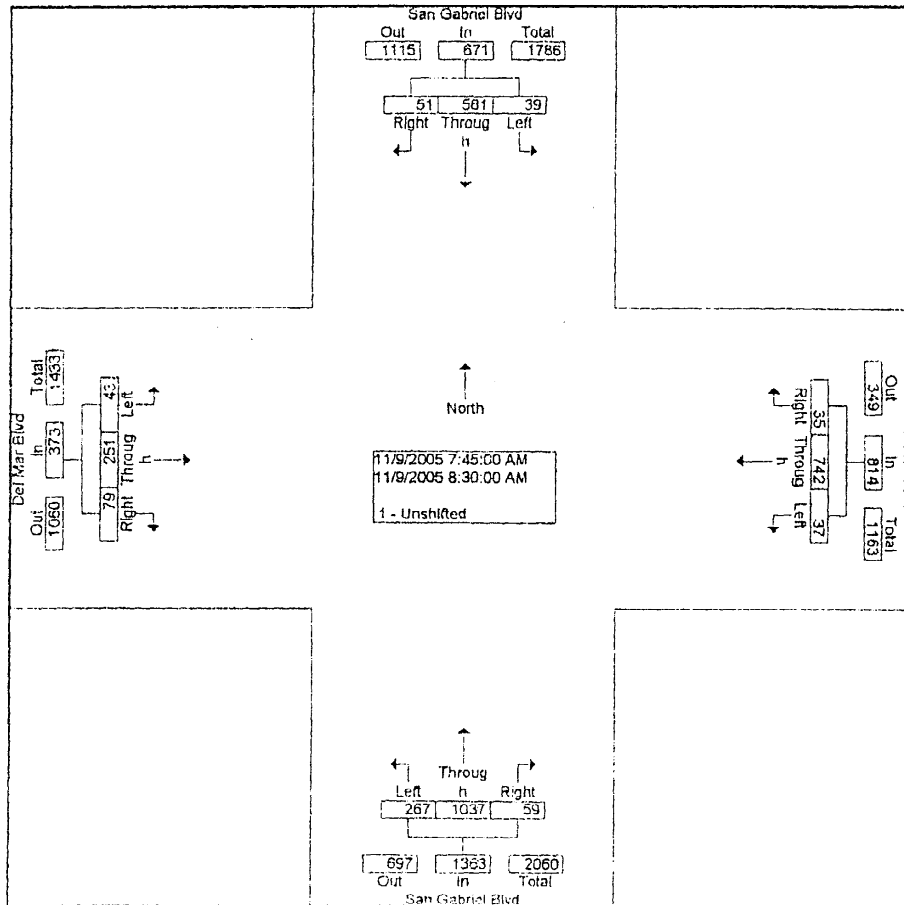 San Gabriel Blvd
Out In Total
1115 671 1786
51 581 39
Right Throug Left
h
Total In Out
1433 373 1060
Del Mar Blvd
43 251 79
Left Throug Right
h
North
11/9/2005 7:45:00 AM
11/9/2005 8:30:00 AM
1 - Unshifted
Right Throug Left
h
35 742 37
Out In Total
349 814 1163
Throug
Left h Right
267 1037 59
697 1363 2060
Out In Total
San Gabriel Blvd